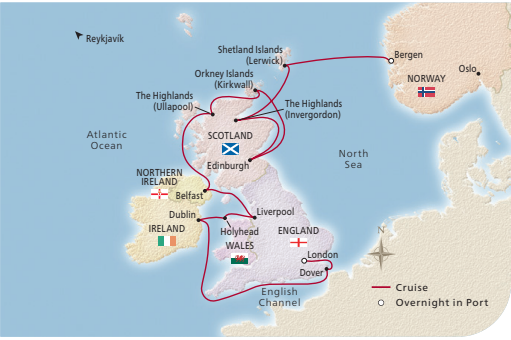 Reykjavík
Shetland Islands
(Lerwick)
Bergen
Oslo
NORWAY
Orkney Islands
(Kirkwall)
The Highlands
(Ullapool)
The Highlands
(Invergordon)
SCOTLAND
Atlantic
Ocean
North
Sea
Edinburgh
NORTHERN
IRELAND
Belfast
Dublin
Liverpool
IRELAND
Holyhead
ENGLAND
WALES
N
London
Dover
English
Channel
Cruise
Overnight in Port